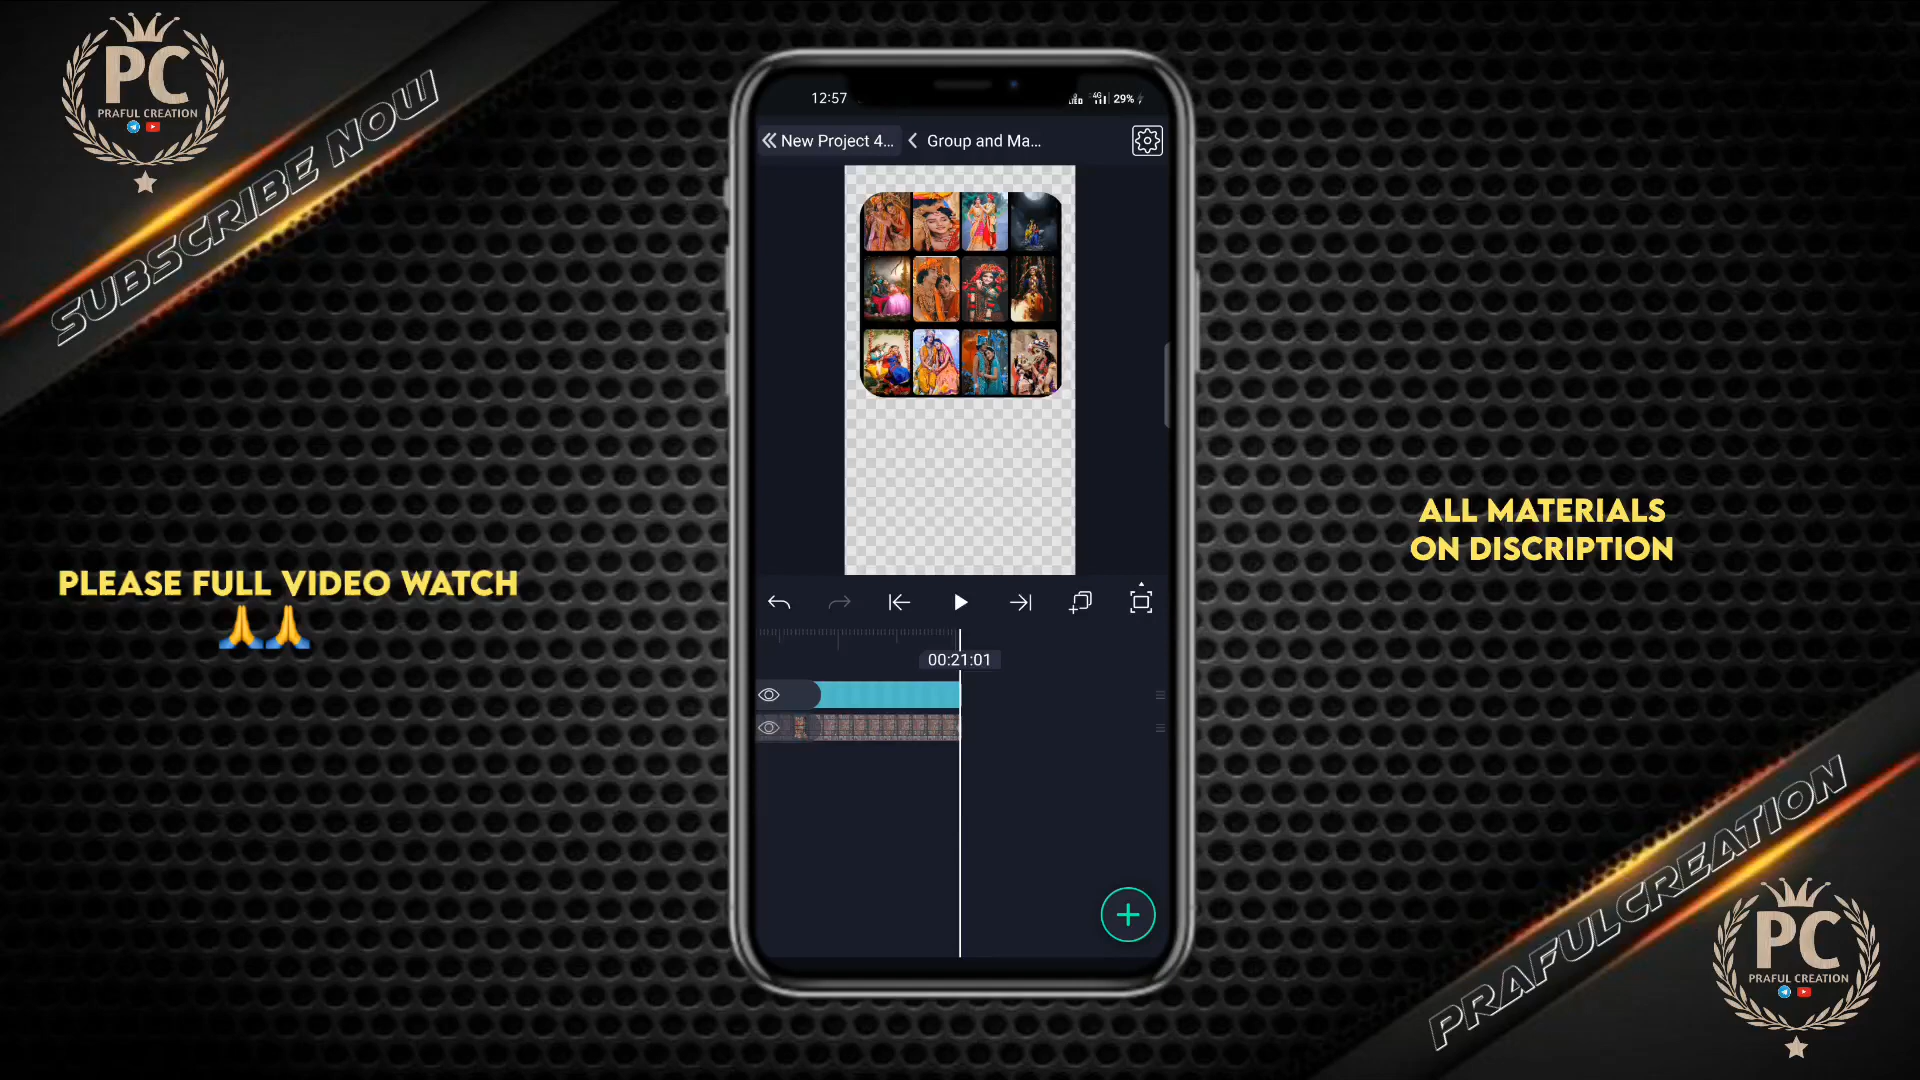 PC
PRAFUL CREATION
SUBSCRIBE NOW
12:57
4G
29%
New Project 4...
Group and Ma...
ALL MATERIALS
ON DISCRIPTION
PLEASE FULL VIDEO WATCH
🙏🙏
00:21:01
PRAFULCREATION
PC
PRAFUL CREATION